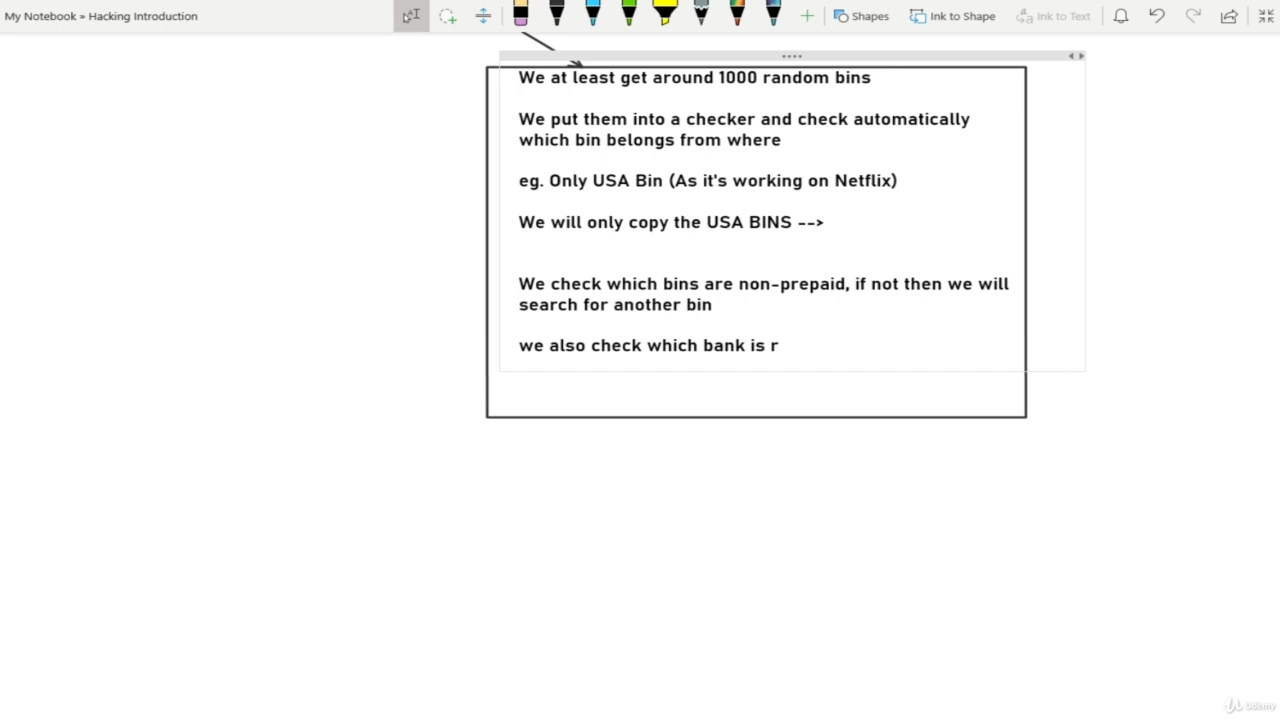 My Notebook » Hacking Introduction
Shapes
Ink to Shape
Ink to Text
We at least get around 1000 random bins
We put them into a checker and check automatically
which bin belongs from where
eg. Only USA Bin (As it's working on Netflix)
We will only copy the USA BINS -->
We check which bins are non-prepaid, if not then we will
search for another bin
we also check which bank is r
Udemy